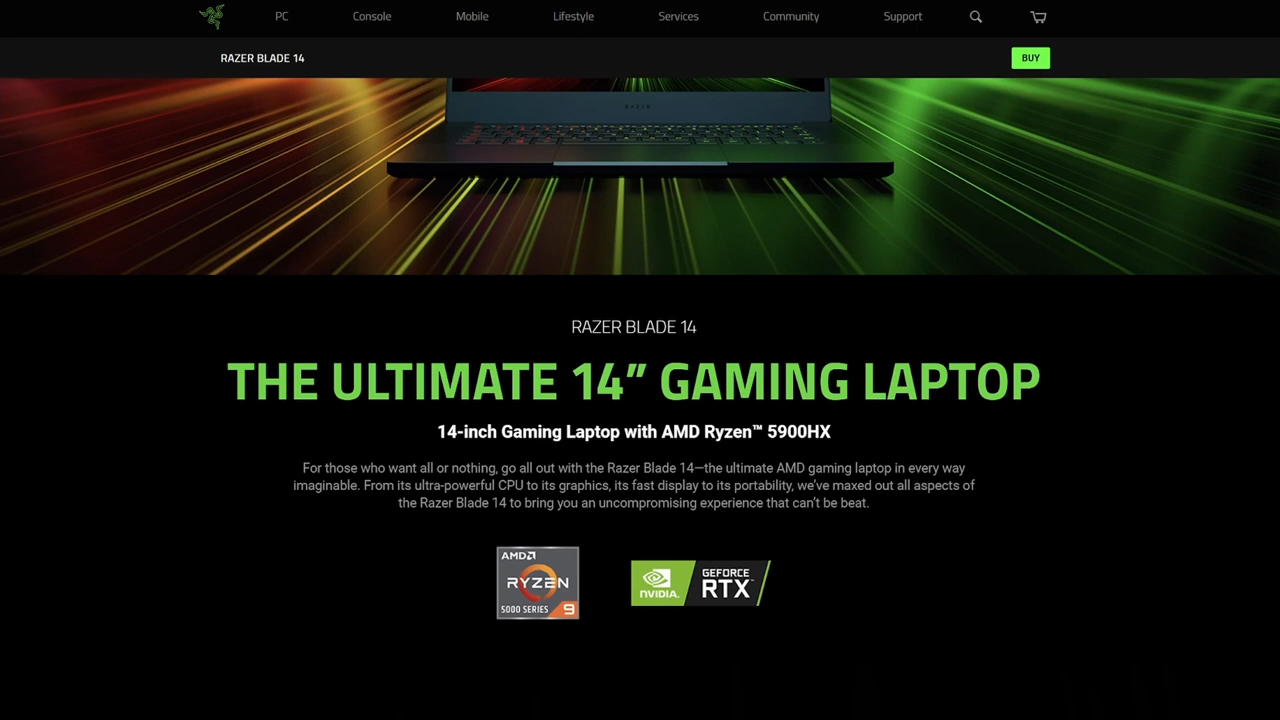 PC Console Mobile Lifestyle Services Community Support
RAZER BLADE 14
BUY
RAZER
RAZER BLADE 14
THE ULTIMATE 14” GAMING LAPTOP
14-inch Gaming Laptop with AMD Ryzen™ 5900HX
For those who want all or nothing, go all out with the Razer Blade 14—the ultimate AMD gaming laptop in every way
imaginable. From its ultra-powerful CPU to its graphics, its fast display to its portability, we’ve maxed out all aspects of
the Razer Blade 14 to bring you an uncompromising experience that can’t be beat.
AMD
RYZEN
5000 SERIES 9
NVIDIA.
GEFORCE
RTX